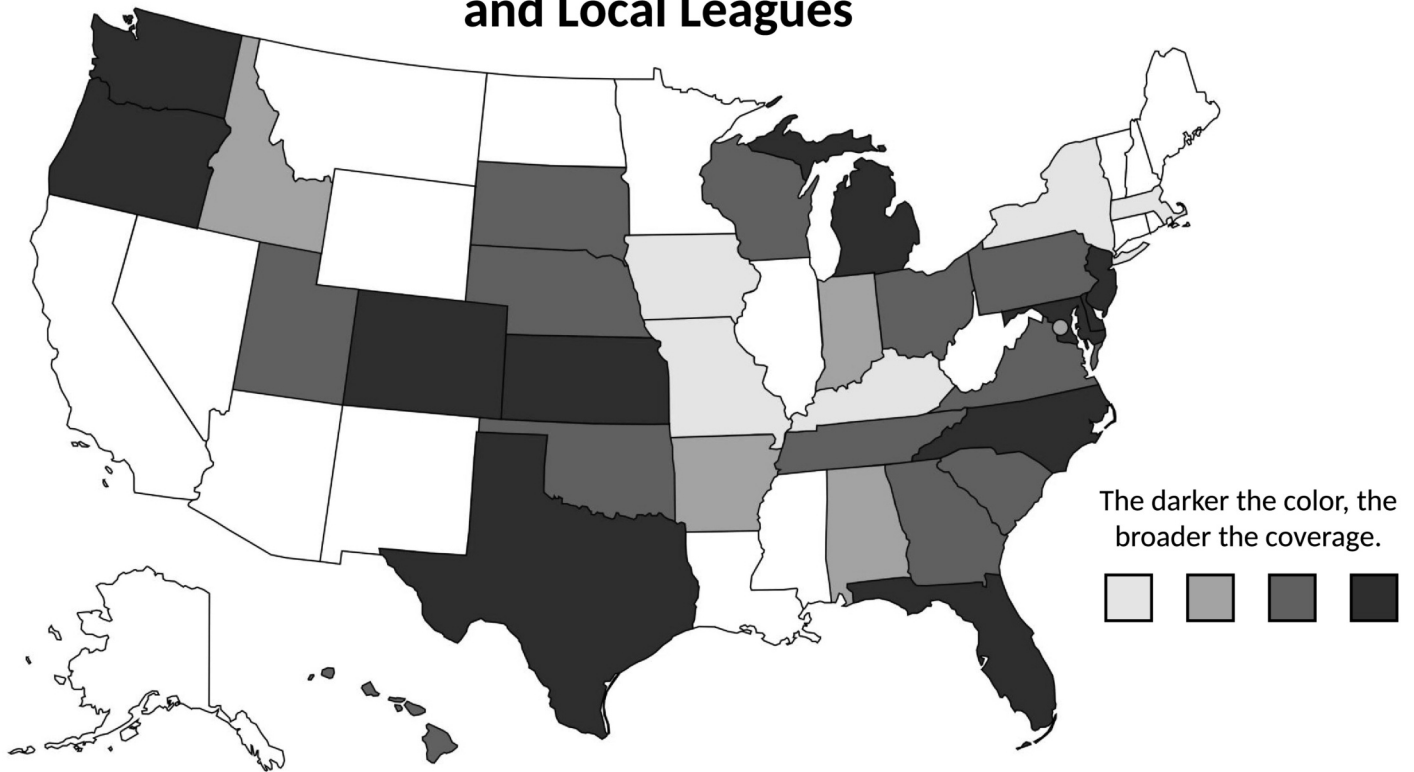 and Local Leagues
The darker the color, the
broader the coverage.